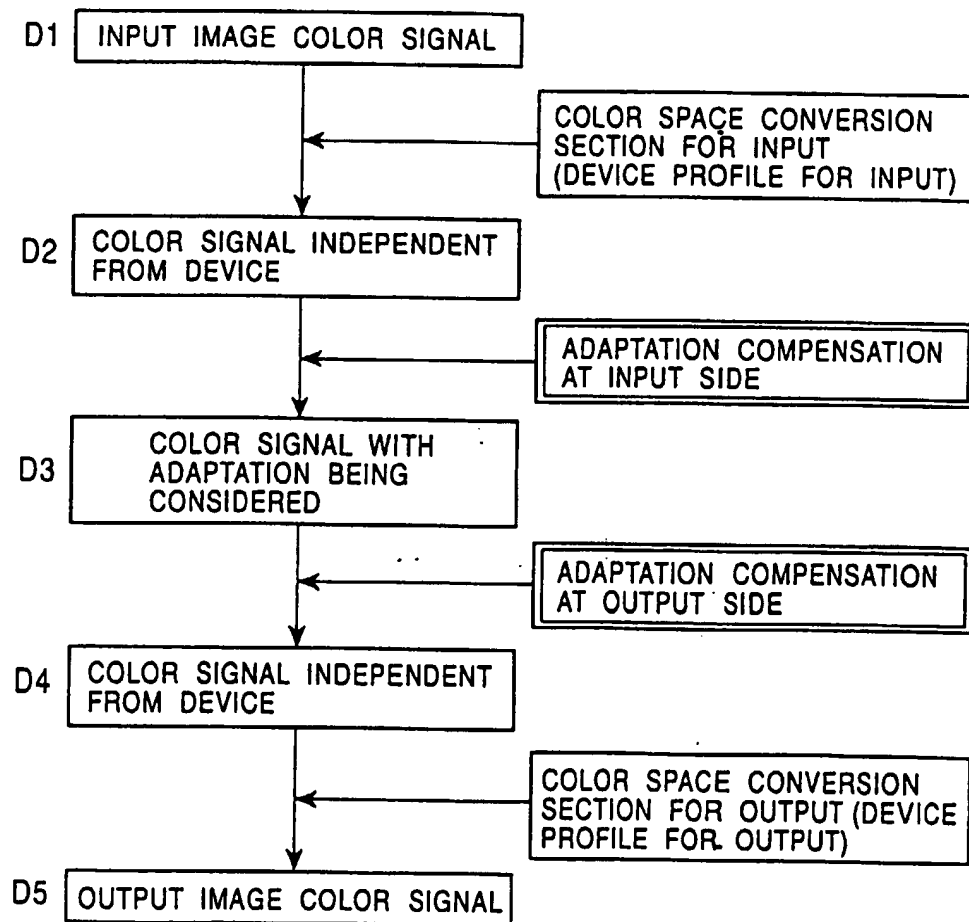 D1 INPUT IMAGE COLOR SIGNAL
COLOR SPACE CONVERSION
SECTION FOR INPUT
(DEVICE PROFILE FOR INPUT)
D2 COLOR SIGNAL INDEPENDENT
FROM DEVICE
ADAPTATION COMPENSATION
AT INPUT SIDE
D3 COLOR SIGNAL WITH
ADAPTATION BEING
CONSIDERED
ADAPTATION COMPENSATION
AT OUTPUT SIDE
D4 COLOR SIGNAL INDEPENDENT
FROM DEVICE
COLOR SPACE CONVERSION
SECTION FOR OUTPUT (DEVICE
PROFILE FOR OUTPUT)
D5 OUTPUT IMAGE COLOR SIGNAL